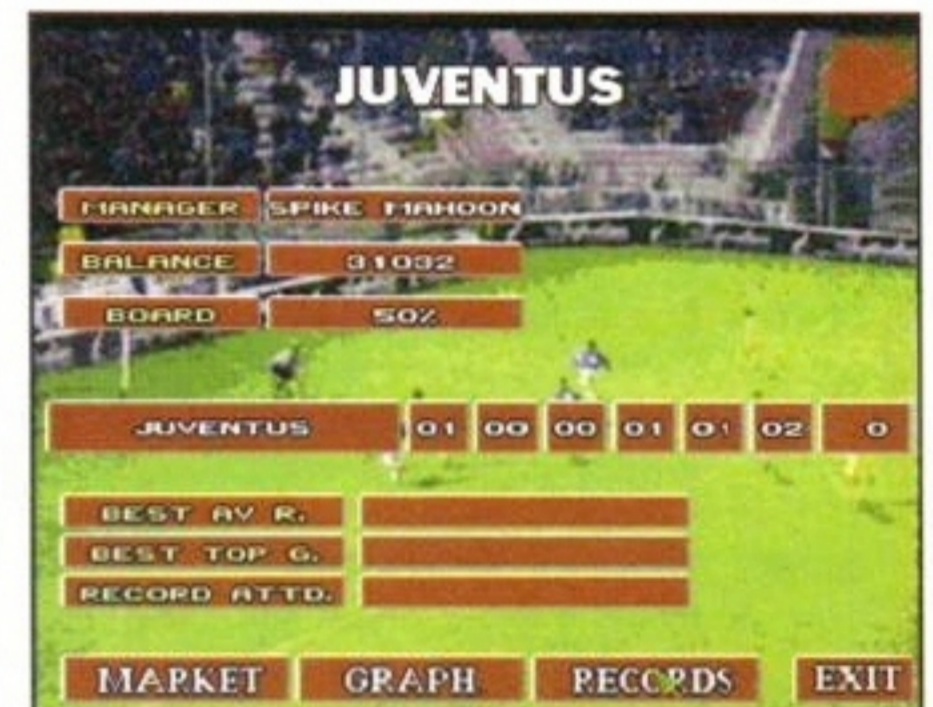 JUVENTUS
MANAGER SPIKE MAHOON
BALANCE 31032
BOARD 50%
JUVENTUS 01 00 00 01 01 02 0
BEST AV R.
BEST TOP G.
RECORD ATTD.
MARKET GRAPH RECORDS EXIT